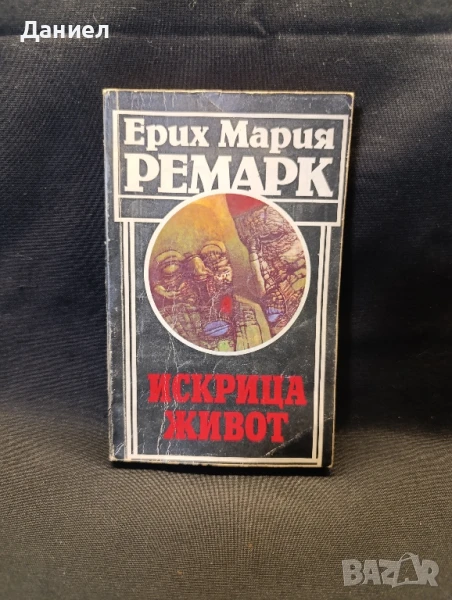 Даниел
Ерих Мария
РЕМАРК
ИСКРИЦА
ЖИВОТ
BAZAR